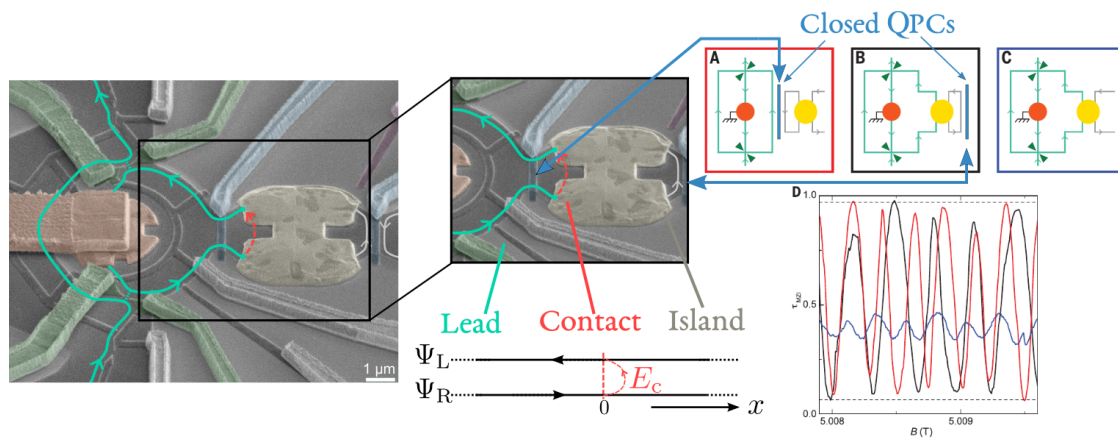 Closed QPCs
A
B
C
1 μm
Lead
Contact
Island
Ψ_L
Ψ_R
E_c
0
x
D
1.0
0.5
0.0
τ_MZI
5.008
5.009
B (T)